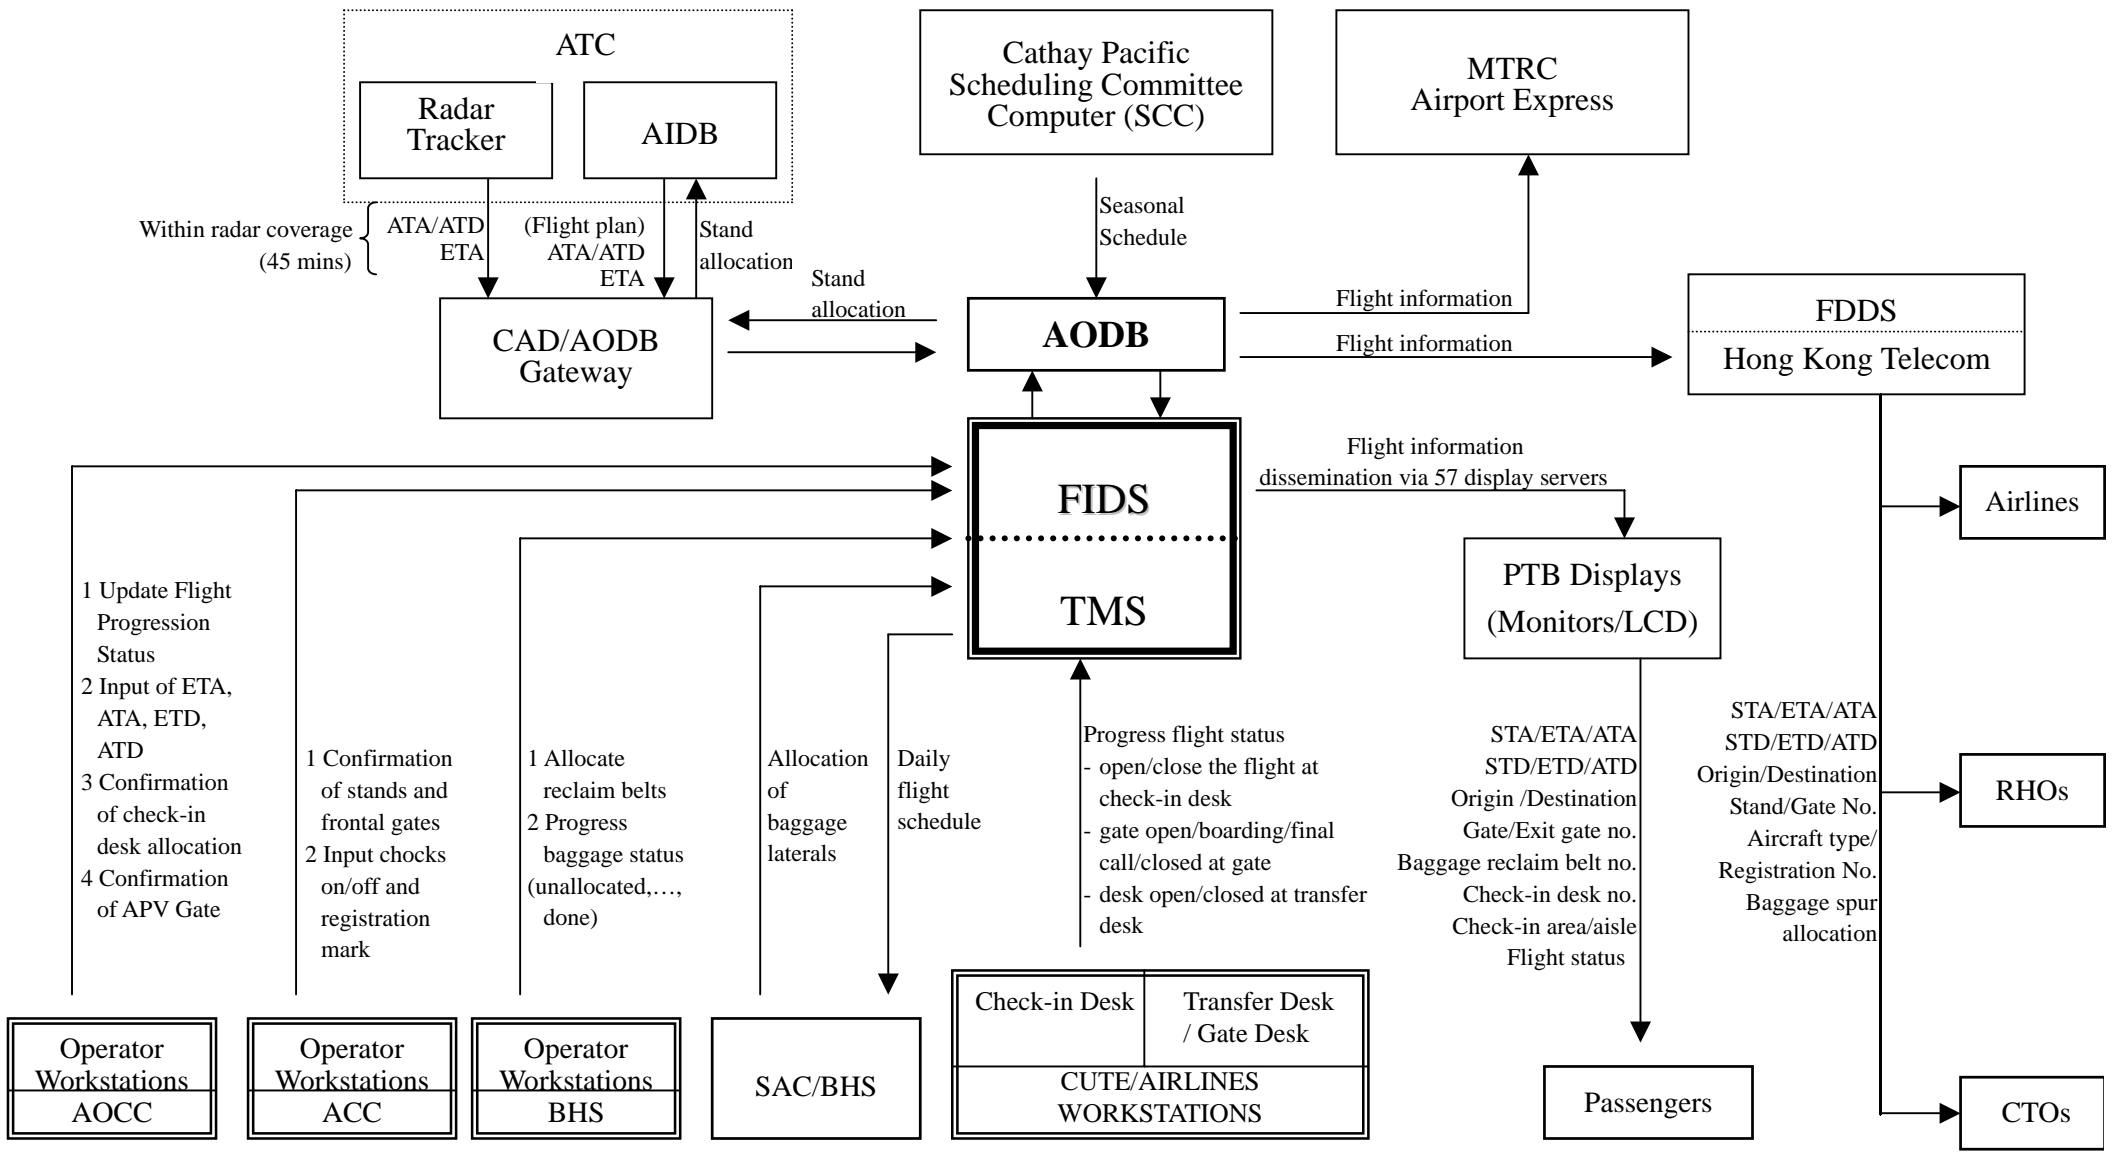 ATC
Radar
Tracker
AIDB
Cathay Pacific
Scheduling Committee
Computer (SCC)
MTRC
Airport Express
Within radar coverage
(45 mins)
ATA/ATD
ETA
(Flight plan)
ATA/ATD
ETA
Stand
allocation
Seasonal
Schedule
Stand
allocation
CAD/AODB
Gateway
AODB
Flight information
Flight information
FDDS
Hong Kong Telecom
FIDS
TMS
Flight information
dissemination via 57 display servers
PTB Displays
(Monitors/LCD)
Airlines
RHOs
CTOs
1 Update Flight
Progression
Status
2 Input of ETA,
ATA, ETD,
ATD
3 Confirmation
of check-in
desk allocation
4 Confirmation
of APV Gate
1 Confirmation
of stands and
frontal gates
2 Input chocks
on/off and
registration
mark
1 Allocate
reclaim belts
2 Progress
baggage status
(unallocated,…,
done)
Allocation
of
baggage
laterals
Daily
flight
schedule
Progress flight status
- open/close the flight at
check-in desk
- gate open/boarding/final
call/closed at gate
- desk open/closed at transfer
desk
STA/ETA/ATA
STD/ETD/ATD
Origin /Destination
Gate/Exit gate no.
Baggage reclaim belt no.
Check-in desk no.
Check-in area/aisle
Flight status
STA/ETA/ATA
STD/ETD/ATD
Origin/Destination
Stand/Gate No.
Aircraft type/
Registration No.
Baggage spur
allocation
Operator
Workstations
AOCC
Operator
Workstations
ACC
Operator
Workstations
BHS
SAC/BHS
Check-in Desk
Transfer Desk
/ Gate Desk
CUTE/AIRLINES
WORKSTATIONS
Passengers